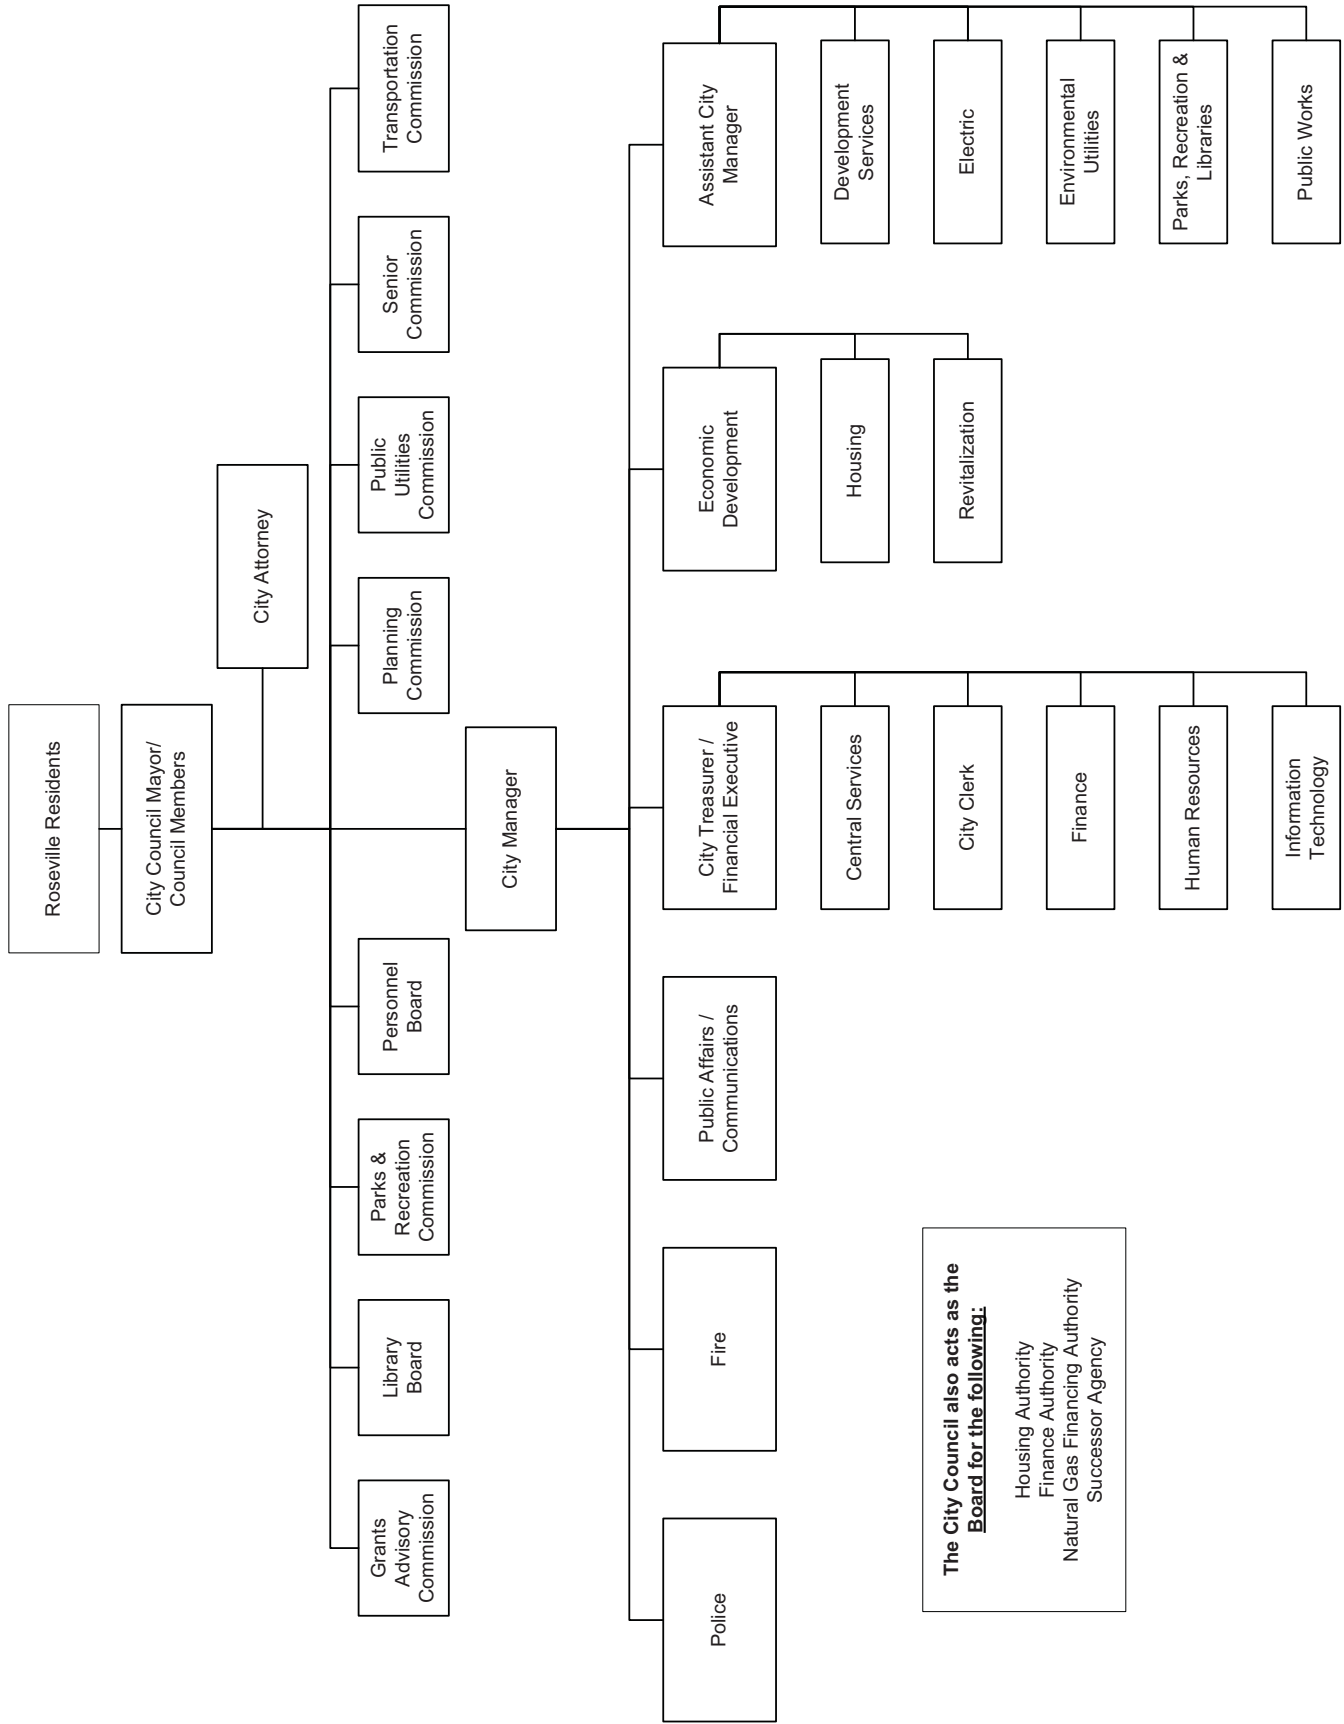 Roseville Residents
City Council Mayor/
Council Members
City Attorney
Grants
Advisory
Commission
Library
Board
Parks &
Recreation
Commission
Personnel
Board
Planning
Commission
Public
Utilities
Commission
Senior
Commission
Transportation
Commission
City Manager
Police
Fire
Public Affairs /
Communications
City Treasurer /
Financial Executive
Central Services
City Clerk
Finance
Human Resources
Information
Technology
Economic
Development
Housing
Revitalization
Assistant City
Manager
Development
Services
Electric
Environmental
Utilities
Parks, Recreation &
Libraries
Public Works
The City Council also acts as the
Board for the following:
Housing Authority
Finance Authority
Natural Gas Financing Authority
Successor Agency